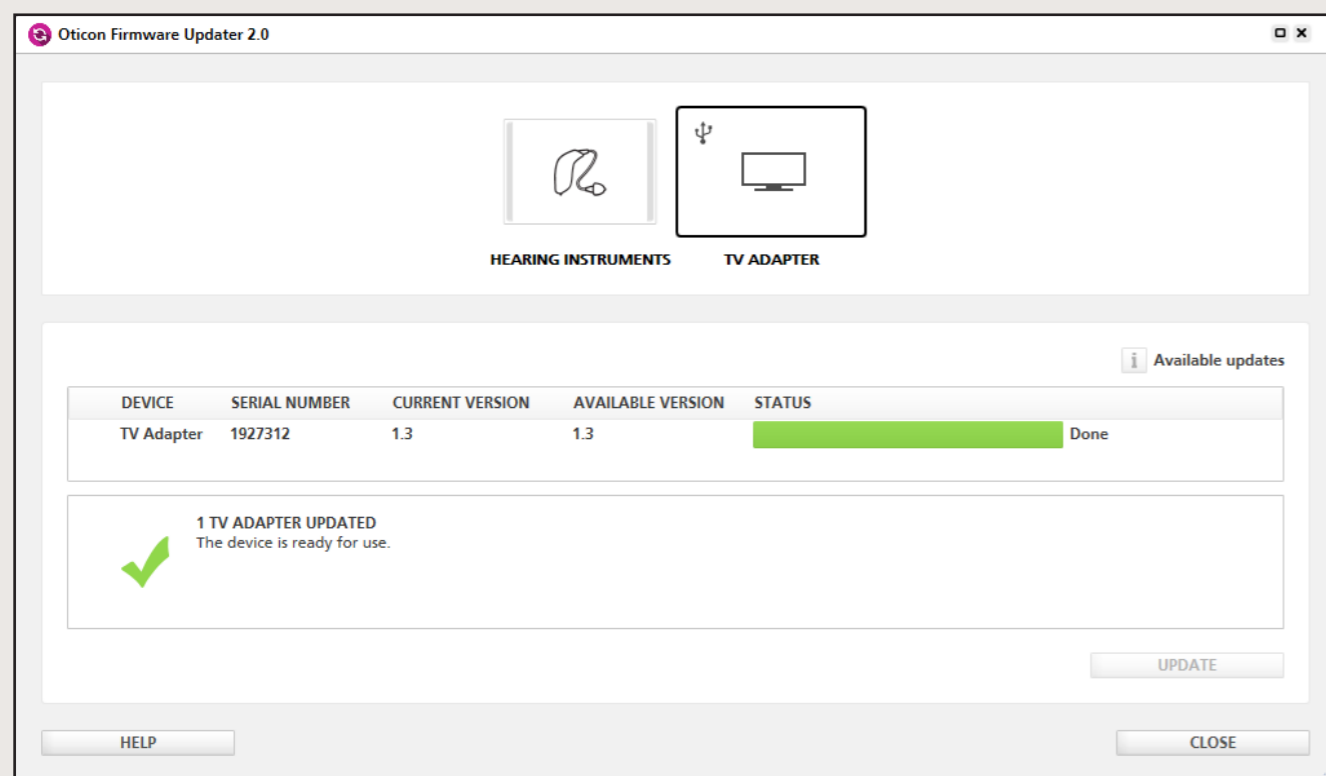 Oticon Firmware Updater 2.0
HEARING INSTRUMENTS TV ADAPTER
i Available updates
DEVICE SERIAL NUMBER CURRENT VERSION AVAILABLE VERSION STATUS
TV Adapter 1927312 1.3 1.3 Done
1 TV ADAPTER UPDATED
The device is ready for use.
UPDATE
HELP CLOSE